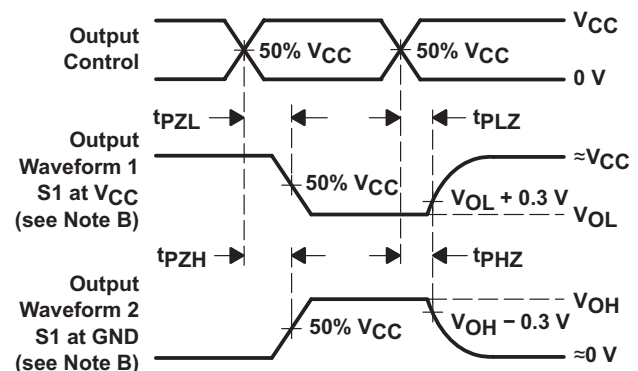 Output
Control
50% VCC
50% VCC
VCC
0 V
tPZL
tPLZ
Output
Waveform 1
S1 at VCC
(see Note B)
50% VCC
≈VCC
VOL + 0.3 V
VOL
tPZH
tPHZ
Output
Waveform 2
S1 at GND
(see Note B)
50% VCC
VOH
VOH − 0.3 V
≈0 V